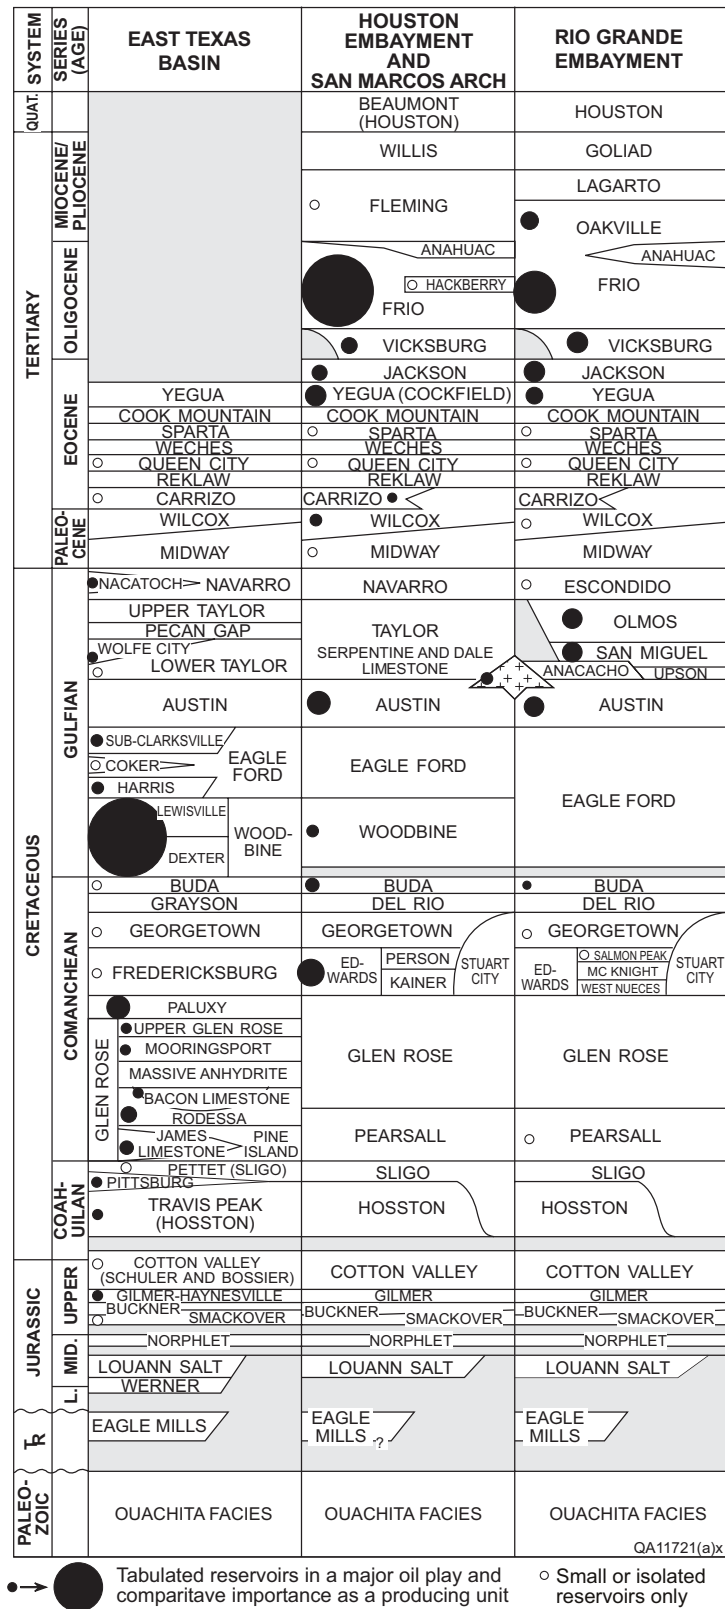 SYSTEM
SERIES
(AGE)
EAST TEXAS
BASIN
HOUSTON
EMBAYMENT
AND
SAN MARCOS ARCH
RIO GRANDE
EMBAYMENT
QUAT.
BEAUMONT
(HOUSTON)
HOUSTON
TERTIARY
MIOCENE/
PLIOCENE
WILLIS
GOLIAD
FLEMING
LAGARTO
OAKVILLE
OLIGOCENE
ANAHUAC
ANAHUAC
HACKBERRY
FRIO
FRIO
VICKSBURG
VICKSBURG
EOCENE
JACKSON
JACKSON
YEGUA
YEGUA (COCKFIELD)
YEGUA
COOK MOUNTAIN
COOK MOUNTAIN
COOK MOUNTAIN
SPARTA
SPARTA
SPARTA
WECHES
WECHES
WECHES
QUEEN CITY
QUEEN CITY
QUEEN CITY
REKLAW
REKLAW
REKLAW
CARRIZO
CARRIZO
CARRIZO
PALEO-
CENE
WILCOX
WILCOX
WILCOX
MIDWAY
MIDWAY
MIDWAY
CRETACEOUS
GULFIAN
NACATOCH
NAVARRO
NAVARRO
ESCONDIDO
UPPER TAYLOR
PECAN GAP
WOLFE CITY
LOWER TAYLOR
TAYLOR
SERPENTINE AND DALE
LIMESTONE
OLMOS
SAN MIGUEL
ANACACHO
UPSON
AUSTIN
AUSTIN
AUSTIN
SUB-CLARKSVILLE
COKER
HARRIS
EAGLE
FORD
EAGLE FORD
EAGLE FORD
LEWISVILLE
DEXTER
WOOD-
BINE
WOODBINE
COMANCHEAN
BUDA
BUDA
BUDA
GRAYSON
DEL RIO
DEL RIO
GEORGETOWN
GEORGETOWN
GEORGETOWN
FREDERICKSBURG
ED-
WARDS
PERSON
KAINER
STUART
CITY
ED-
WARDS
SALMON PEAK
MC KNIGHT
WEST NUECES
STUART
CITY
PALUXY
GLEN ROSE
UPPER GLEN ROSE
MOORINGSPORT
MASSIVE ANHYDRITE
BACON LIMESTONE
RODESSA
JAMES
LIMESTONE
PINE
ISLAND
GLEN ROSE
GLEN ROSE
PEARSALL
PEARSALL
COAH-
UILAN
PETTET (SLIGO)
SLIGO
SLIGO
PITTSBURG
TRAVIS PEAK
(HOSSTON)
HOSSTON
HOSSTON
JURASSIC
UPPER
COTTON VALLEY
(SCHULER AND BOSSIER)
COTTON VALLEY
COTTON VALLEY
GILMER-HAYNESVILLE
GILMER
GILMER
BUCKNER
SMACKOVER
BUCKNER
SMACKOVER
BUCKNER
SMACKOVER
MID.
NORPHLET
NORPHLET
NORPHLET
LOUANN SALT
LOUANN SALT
LOUANN SALT
L.
WERNER
TR
EAGLE MILLS
EAGLE
MILLS
?
EAGLE
MILLS
PALEO-
ZOIC
OUACHITA FACIES
OUACHITA FACIES
OUACHITA FACIES
QA11721(a)x
Tabulated reservoirs in a major oil play and
comparitave importance as a producing unit
Small or isolated
reservoirs only